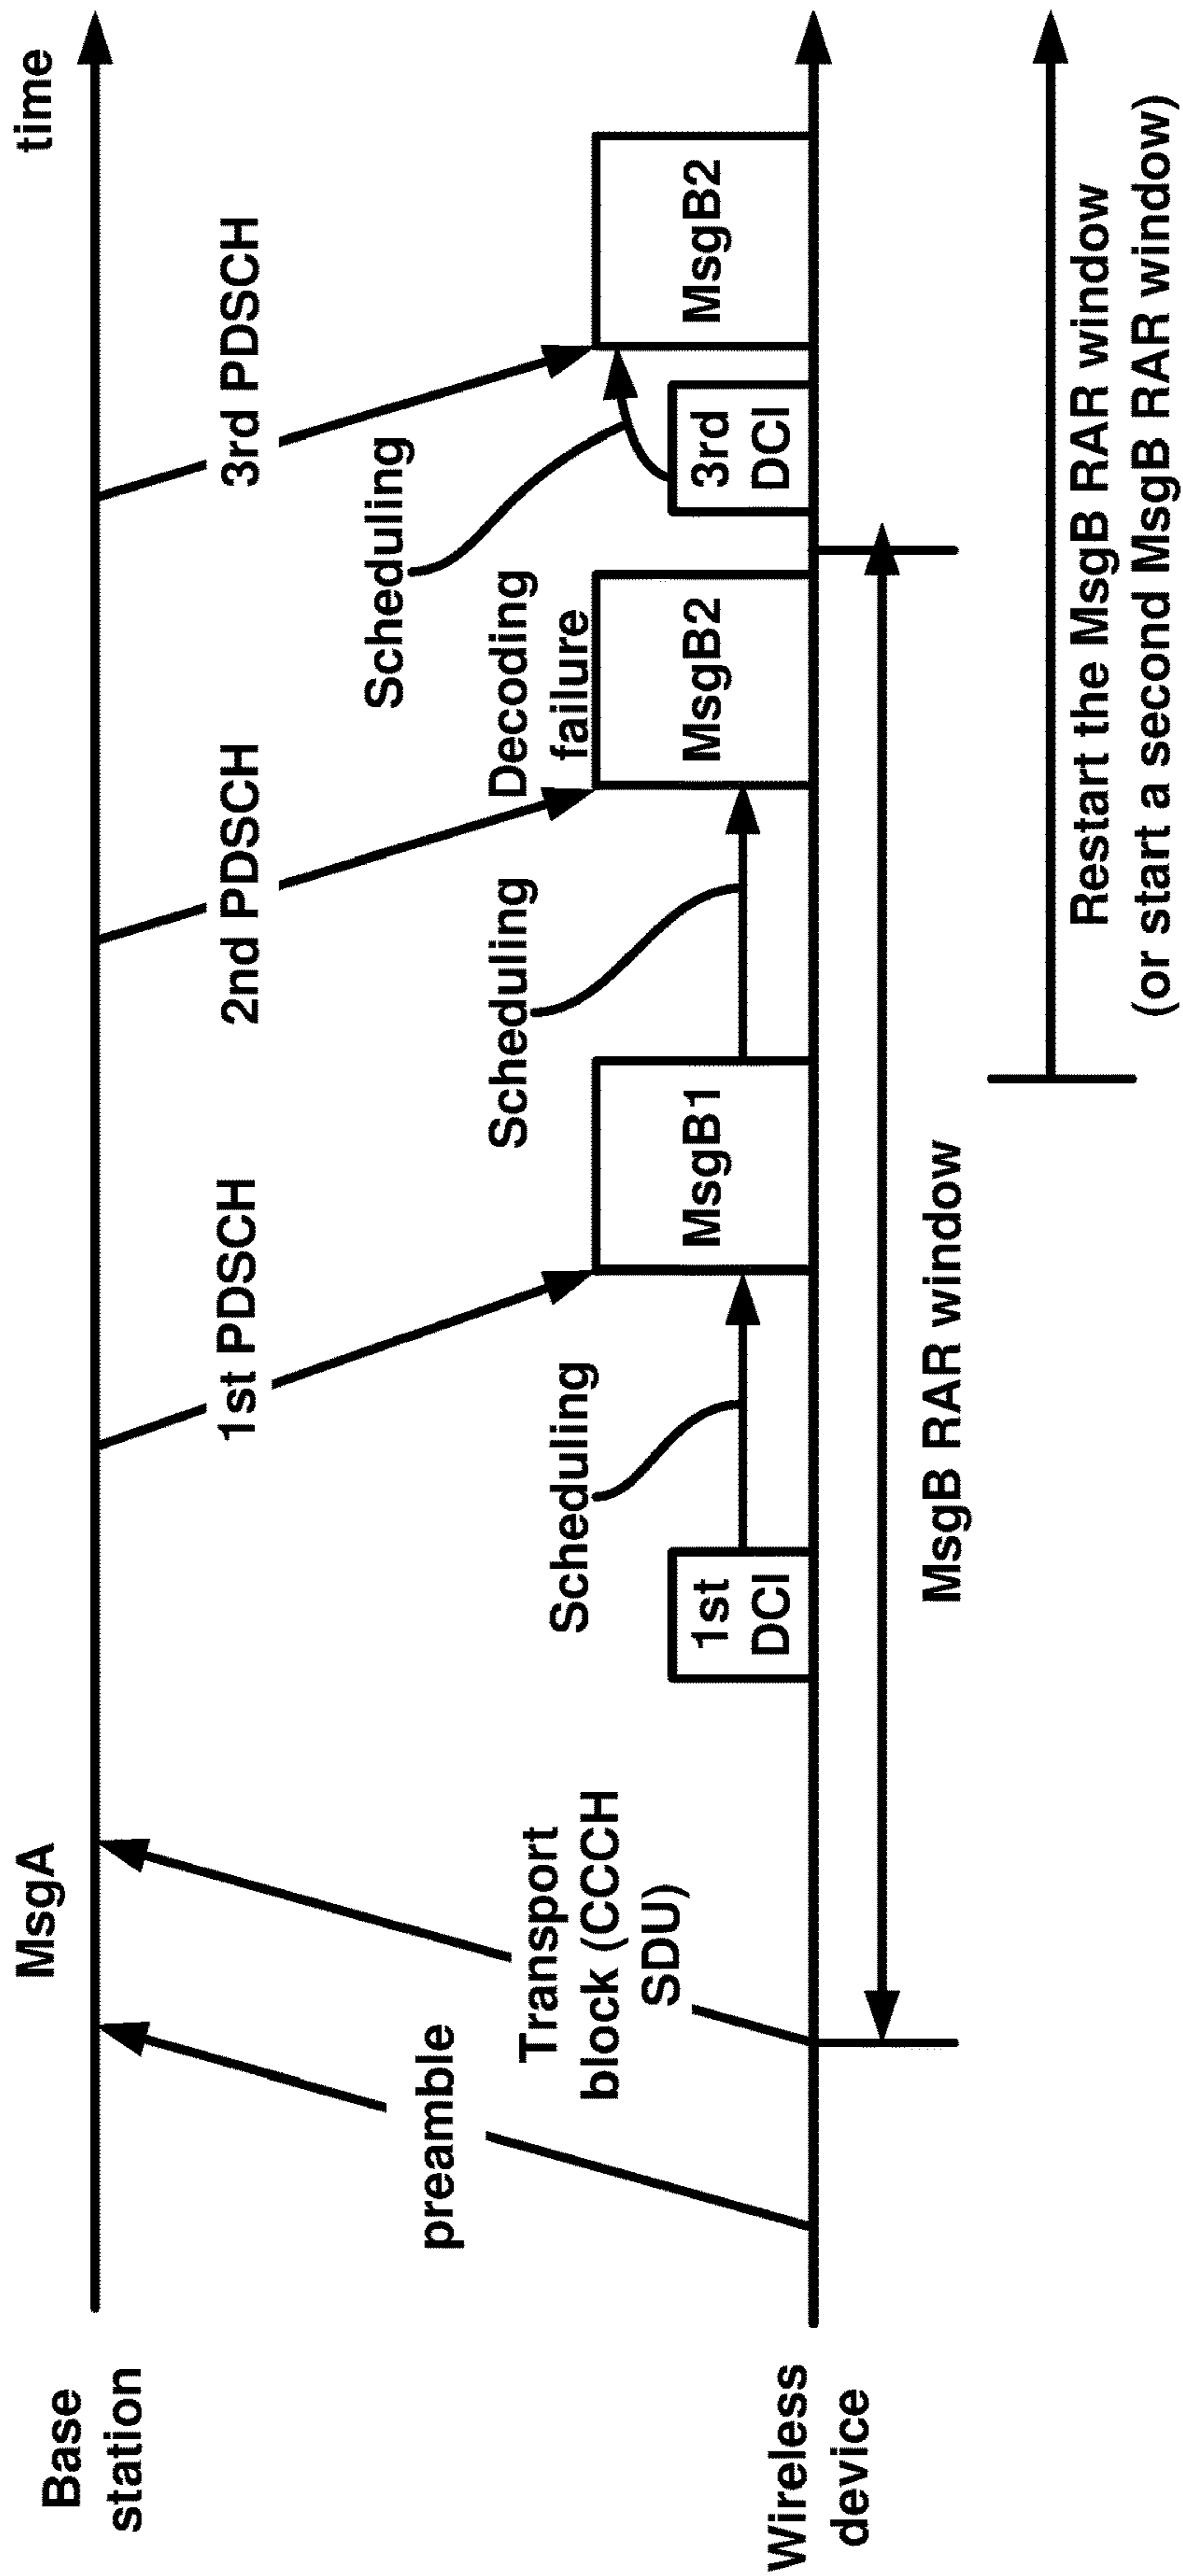 Base
station
MsgA
time
preamble
Transport
block (CCCH
SDU)
1st PDSCH
2nd PDSCH
3rd PDSCH
Scheduling
Scheduling
Decoding
failure
Scheduling
1st
DCI
MsgB1
MsgB2
3rd
DCI
MsgB2
Wireless
device
MsgB RAR window
Restart the MsgB RAR window
(or start a second MsgB RAR window)